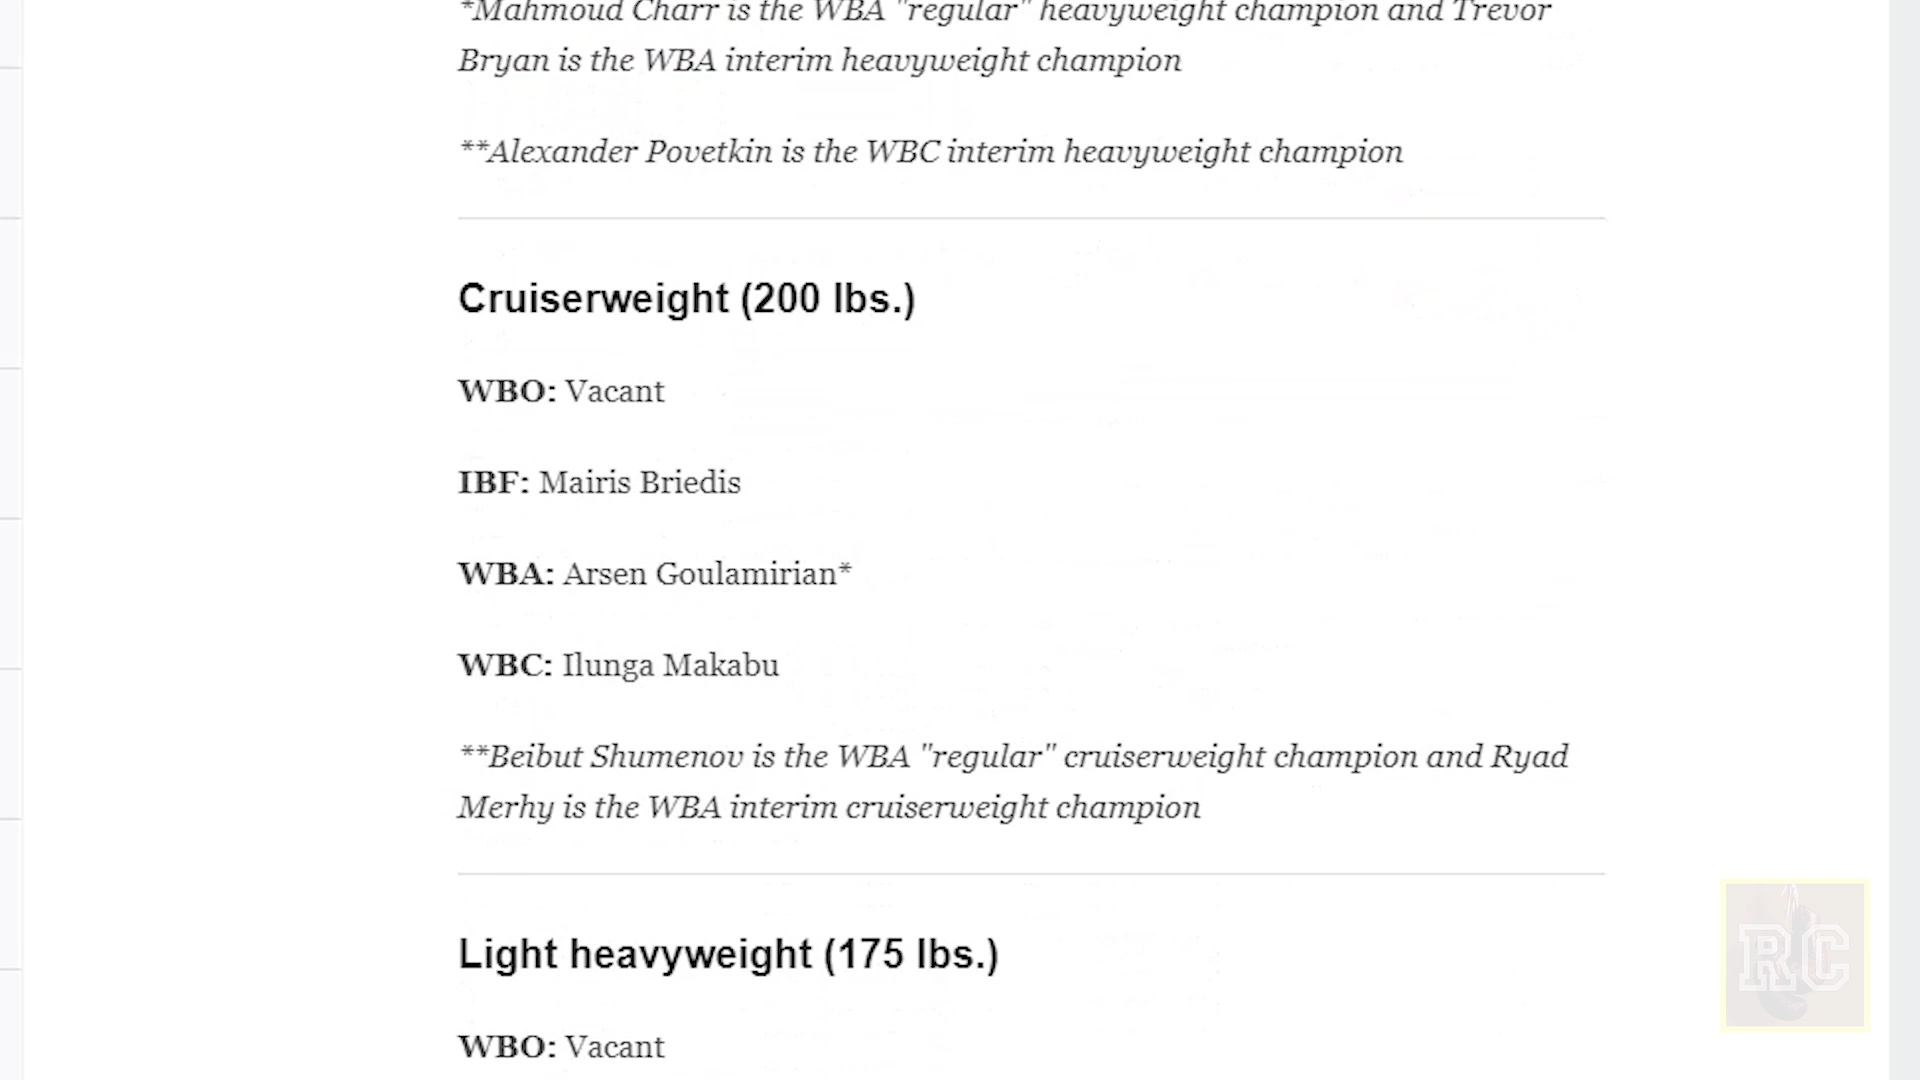 *Mahmoud Charr is the WBA "regular" heavyweight champion and Trevor
Bryan is the WBA interim heavyweight champion
**Alexander Povetkin is the WBC interim heavyweight champion
Cruiserweight (200 lbs.)
WBO: Vacant
IBF: Mairis Briedis
WBA: Arsen Goulamirian*
WBC: Ilunga Makabu
**Beibut Shumenov is the WBA "regular" cruiserweight champion and Ryad
Merhy is the WBA interim cruiserweight champion
Light heavyweight (175 lbs.)
WBO: Vacant
RC